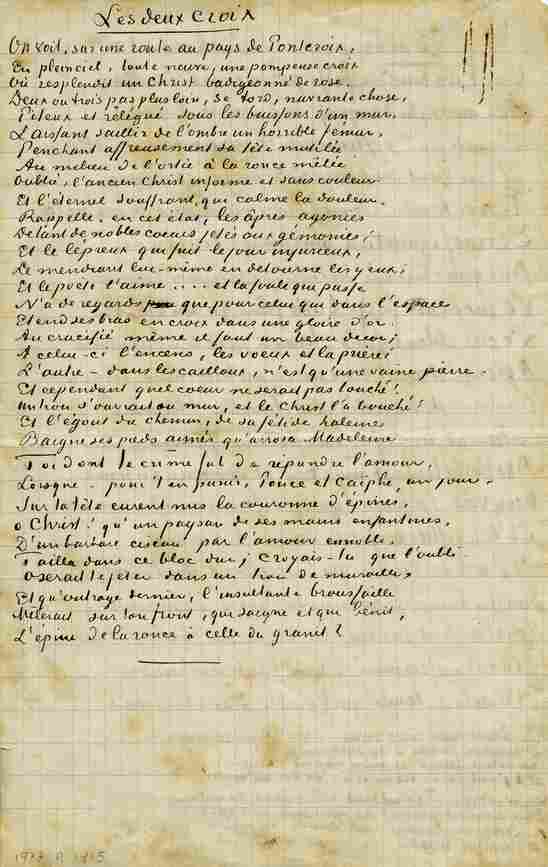 Les deux croix
On voit, sur une route au pays de Pontcroix,
En plein ciel, toute neuve, une pompeuse croix
Où resplendit un Christ badigeonné de rose.
Deux ou trois pas plus loin, se tord, navrante chose,
Piteux et rélégué sous les buissons d'un mur,
Laissant saillir de l'ombre un horrible femur,
Penchant affreusement sa tête mutilée
Au milieu de l'ortie à la ronce mêlée
Oublié, l'ancien Christ informe et sans couleur.
Et l'éternel souffrant, qui calme la douleur.
Rappelle, en cet état, les âpres agonies
De tant de nobles coeurs jetés aux gémonies;
Et le lépreux qui fuit le jour injurieux,
Le mendiant lui-même en detourne les yeux;
Et le poète l'aime .... et la foule qui passe
N'a de regards que pour celui qui dans l'espace
Etend ses bras en croix dans une gloire d'or.
Au crucifié même il faut un beau décor;
A celui-ci l'encens, les voeux et la prière;
L'autre - dans les cailloux, n'est qu'une vaine pierre.
Et cependant quel coeur ne serait pas touché!
Un trou s'ouvrait au mur, et le Christ l'a bouché!
Et l'égout du chemin, de sa fétide haleine
Baigne ses pieds aimés qu'arrosa Madeleine
Toi dont le crime fut de répandre l'amour,
Lorsque, pour t'en punir, Ponce et Caïphe, un jour,
Sur ta tête eurent mis la couronne d'épines,
O Christ! qu'un paysan de ses mains enfantines,
D'un barbare ciseau par l'amour ennobli,
Tailla dans ce bloc dur; croyais-tu que l'oubli
Oserait te jeter dans un trou de muraille,
Et qu'outrage dernier, l'insultante broussaille
Mêlerait sur ton front, qui saigne et qui bénit,
L'épine de la ronce à celle du granit?